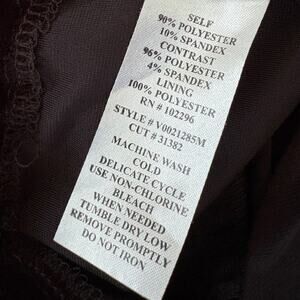 SELF
90% POLYESTER
10% SPANDEX
CONTRAST
96% POLYESTER
4% SPANDEX
LINING
100% POLYESTER
RN # 102296
STYLE # V0021285M
CUT # 31382
MACHINE WASH
COLD
DELICATE CYCLE
USE NON-CHLORINE
BLEACH
WHEN NEEDED
TUMBLE DRY LOW
REMOVE PROMPTLY
DO NOT IRON